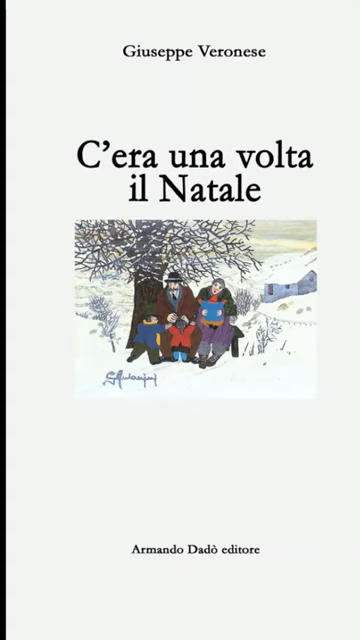 Giuseppe Veronese
C'era una volta
il Natale
Armando Dadò editore